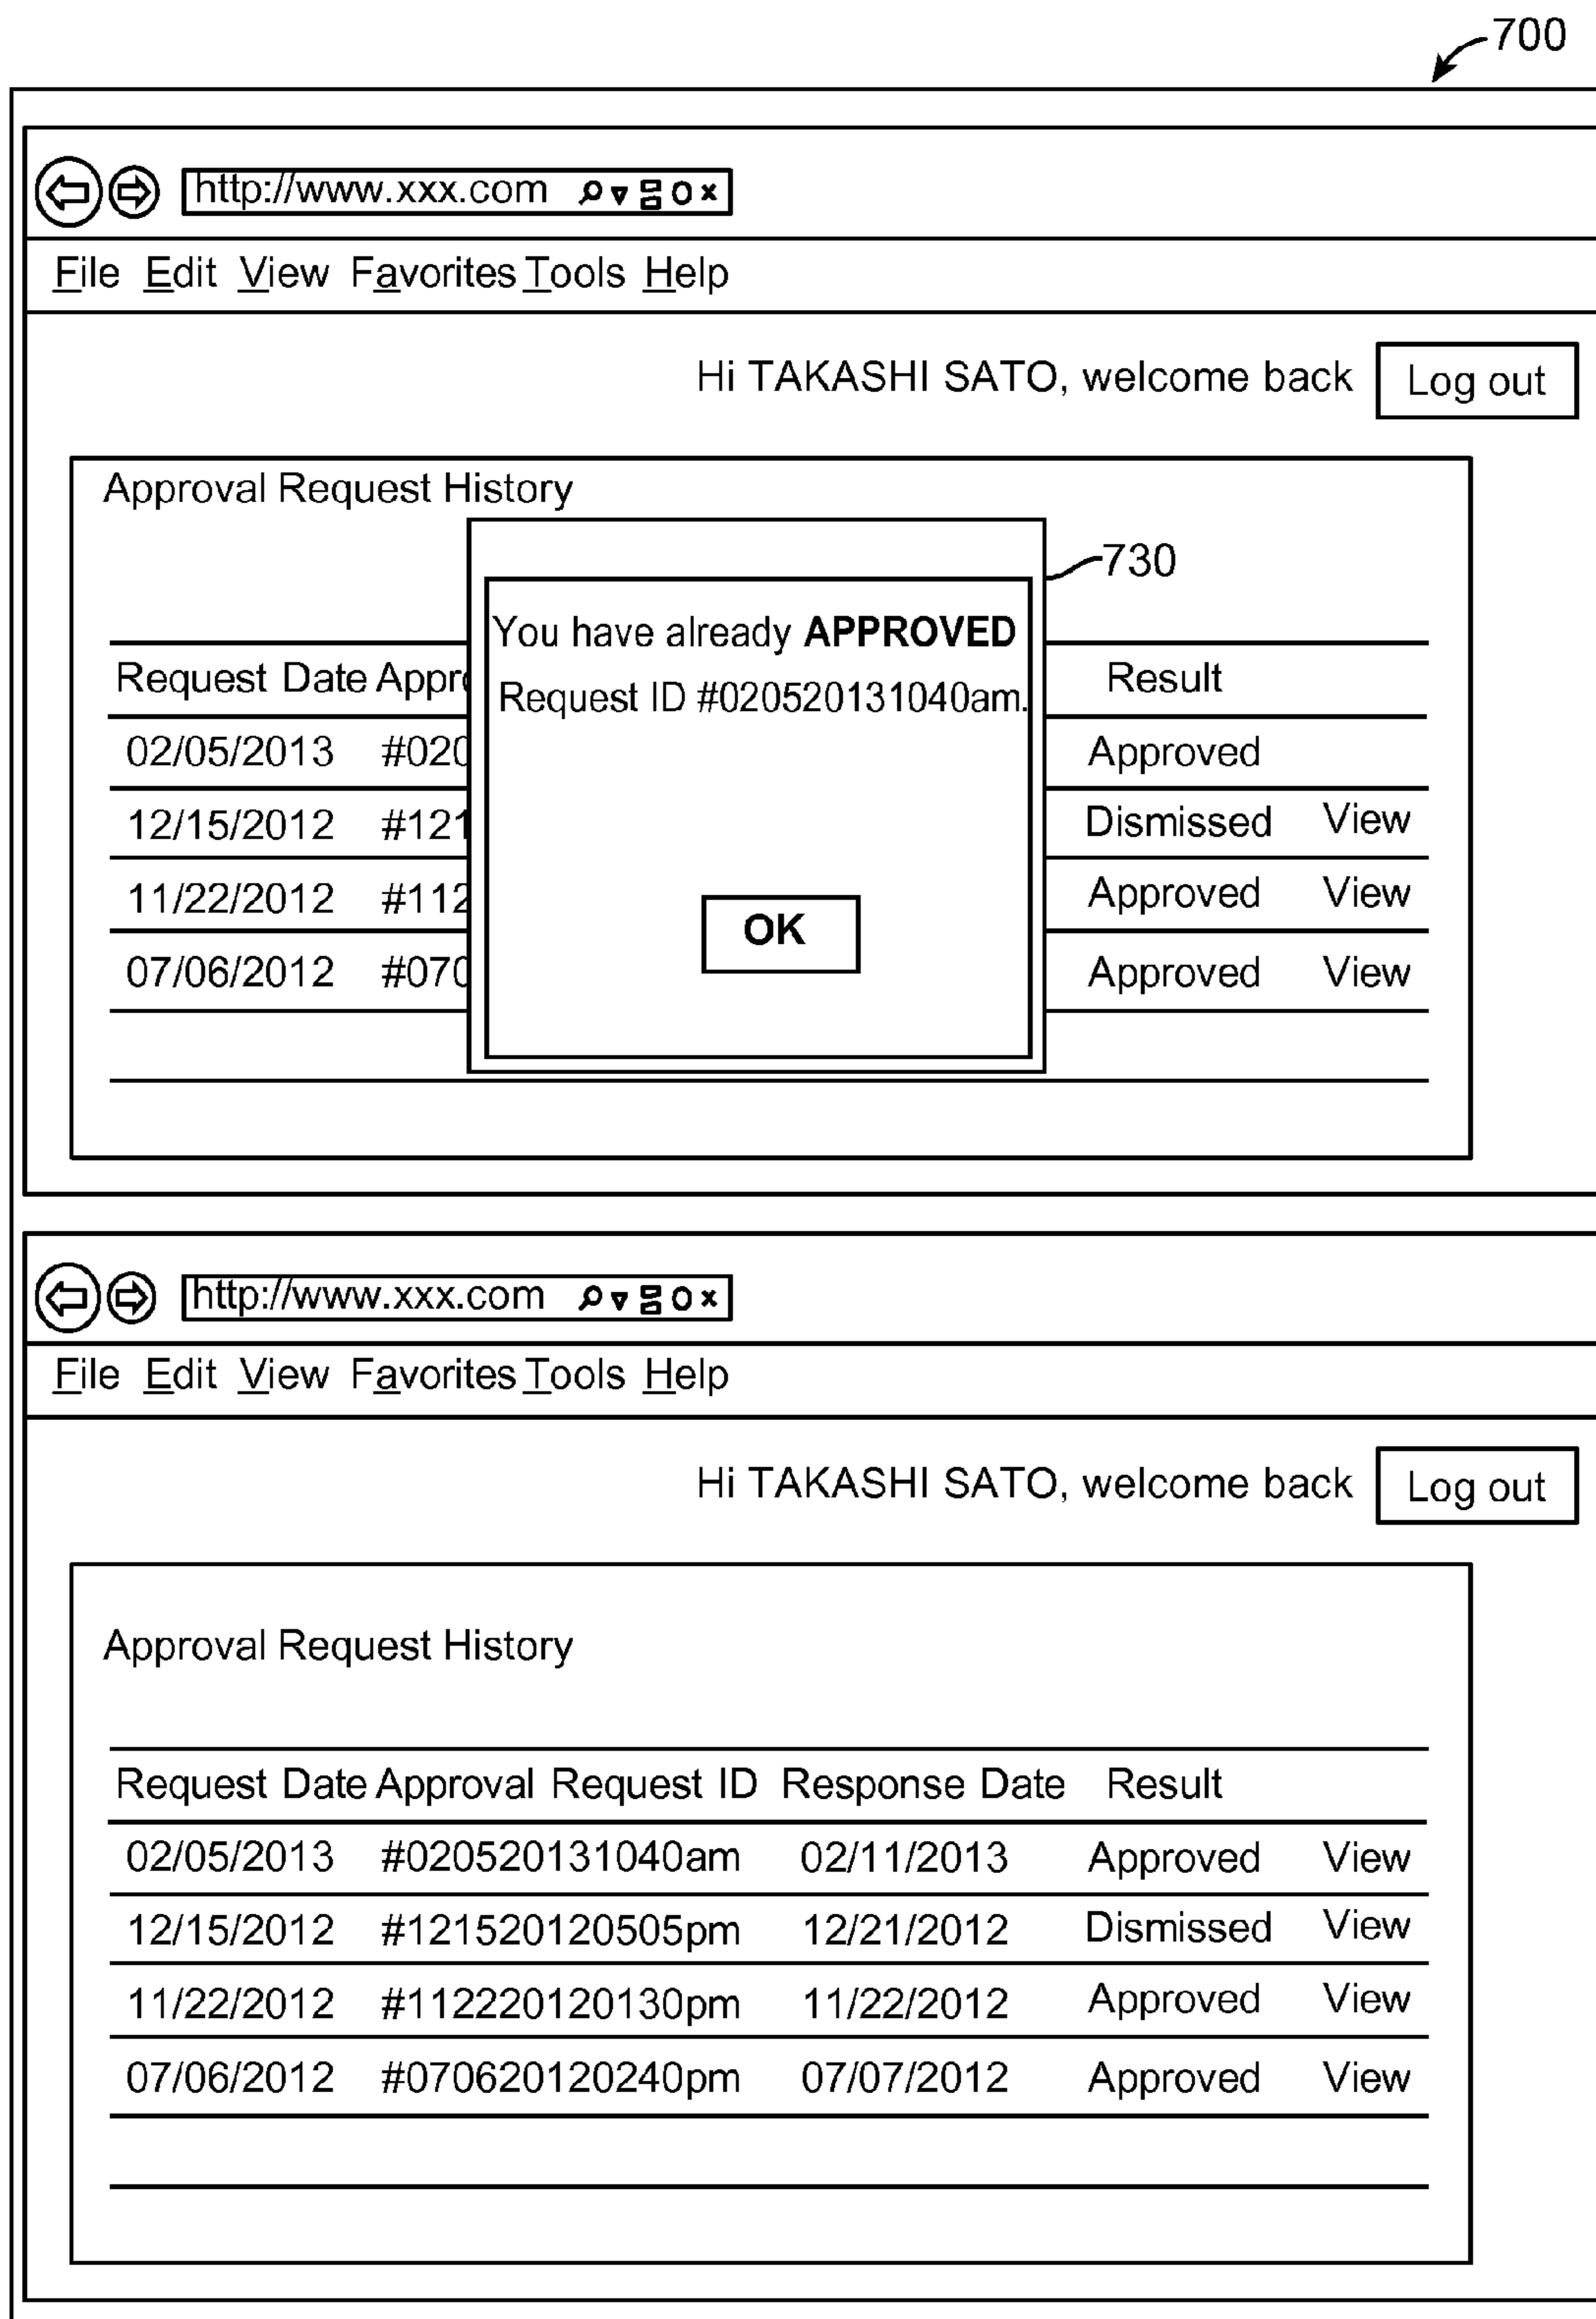 700
http://www.xxx.com
File Edit View Favorites Tools Help
Hi TAKASHI SATO, welcome back Log out
Approval Request History
730
You have already APPROVED
Request ID #020520131040am.
OK
Request Date Appr Result
02/05/2013 #020 Approved
12/15/2012 #121 Dismissed View
11/22/2012 #112 Approved View
07/06/2012 #070 Approved View
http://www.xxx.com
File Edit View Favorites Tools Help
Hi TAKASHI SATO, welcome back Log out
Approval Request History
Request Date Approval Request ID Response Date Result
02/05/2013 #020520131040am 02/11/2013 Approved View
12/15/2012 #121520120505pm 12/21/2012 Dismissed View
11/22/2012 #112220120130pm 11/22/2012 Approved View
07/06/2012 #070620120240pm 07/07/2012 Approved View